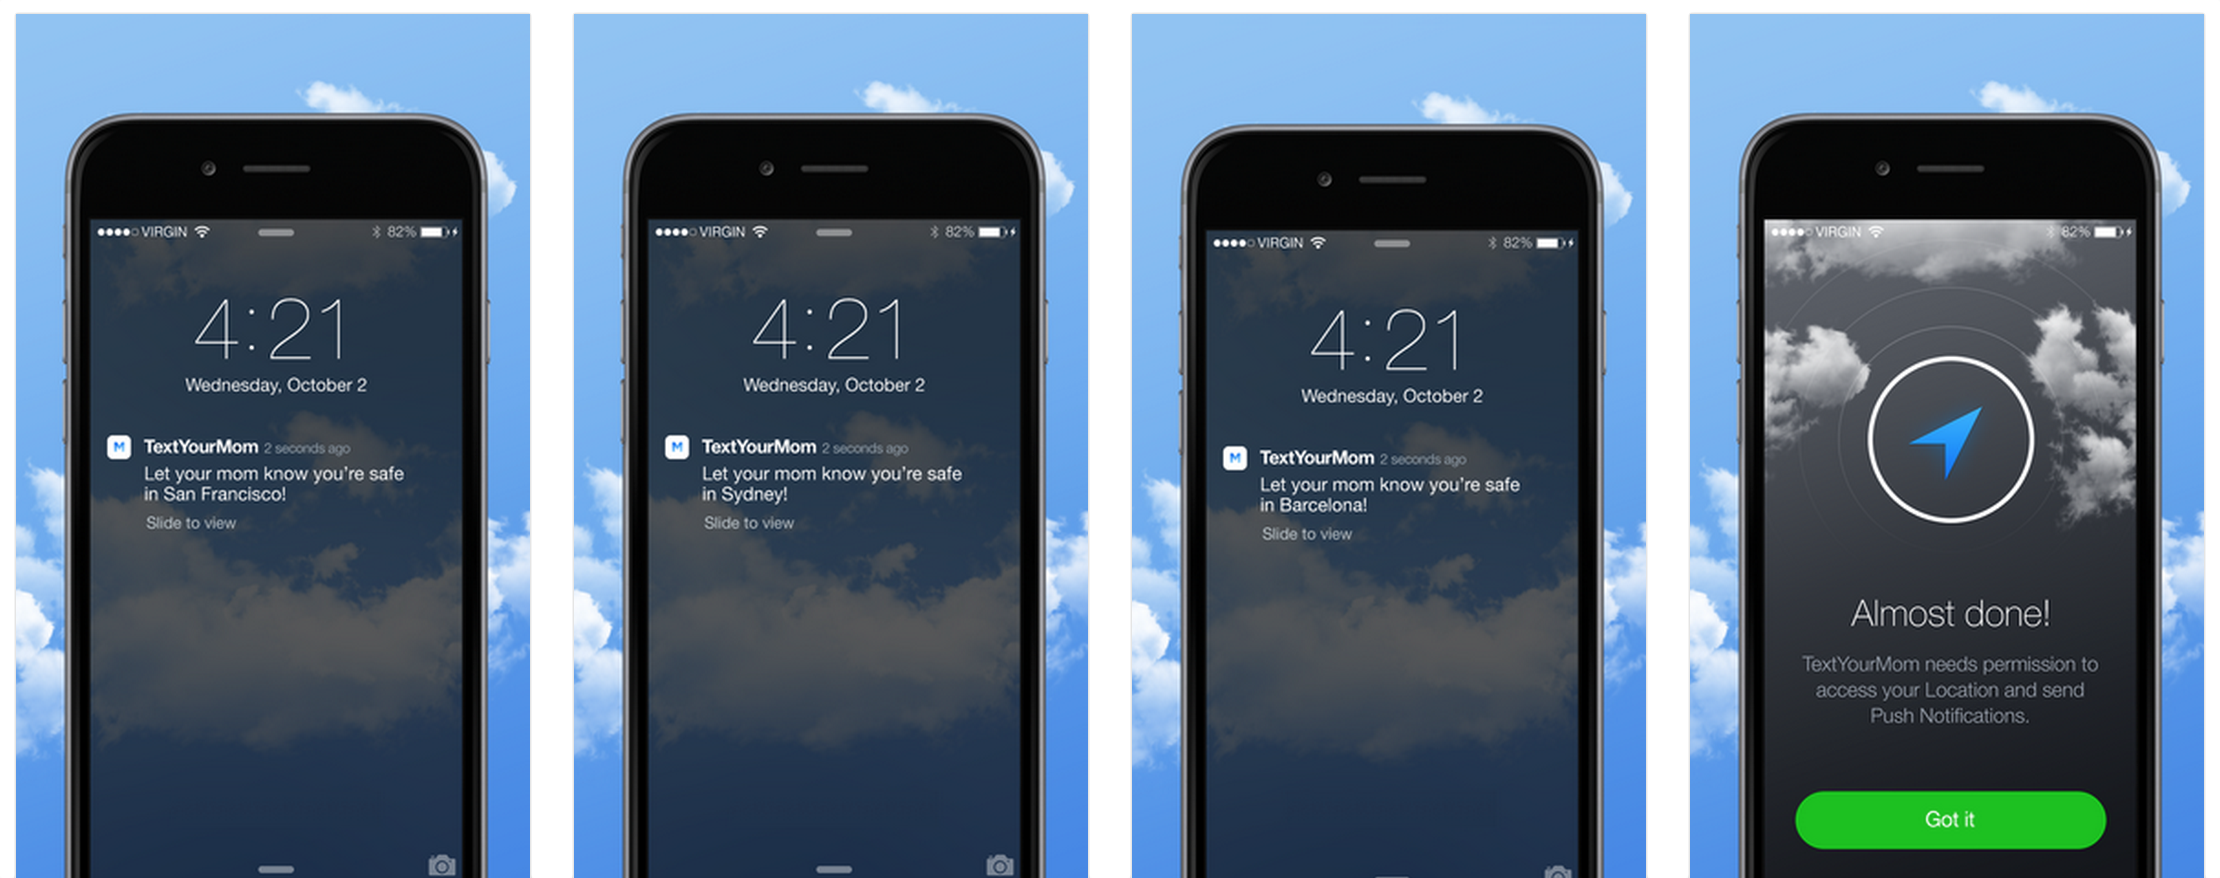 VIRGIN 82%
4:21
Wednesday, October 2
M TextYourMom 2 seconds ago
Let your mom know you're safe
in San Francisco!
Slide to view
VIRGIN 82%
4:21
Wednesday, October 2
M TextYourMom 2 seconds ago
Let your mom know you're safe
in Sydney!
Slide to view
VIRGIN 82%
4:21
Wednesday, October 2
M TextYourMom 2 seconds ago
Let your mom know you're safe
in Barcelona!
Slide to view
VIRGIN 82%
Almost done!
TextYourMom needs permission to
access your Location and send
Push Notifications.
Got it